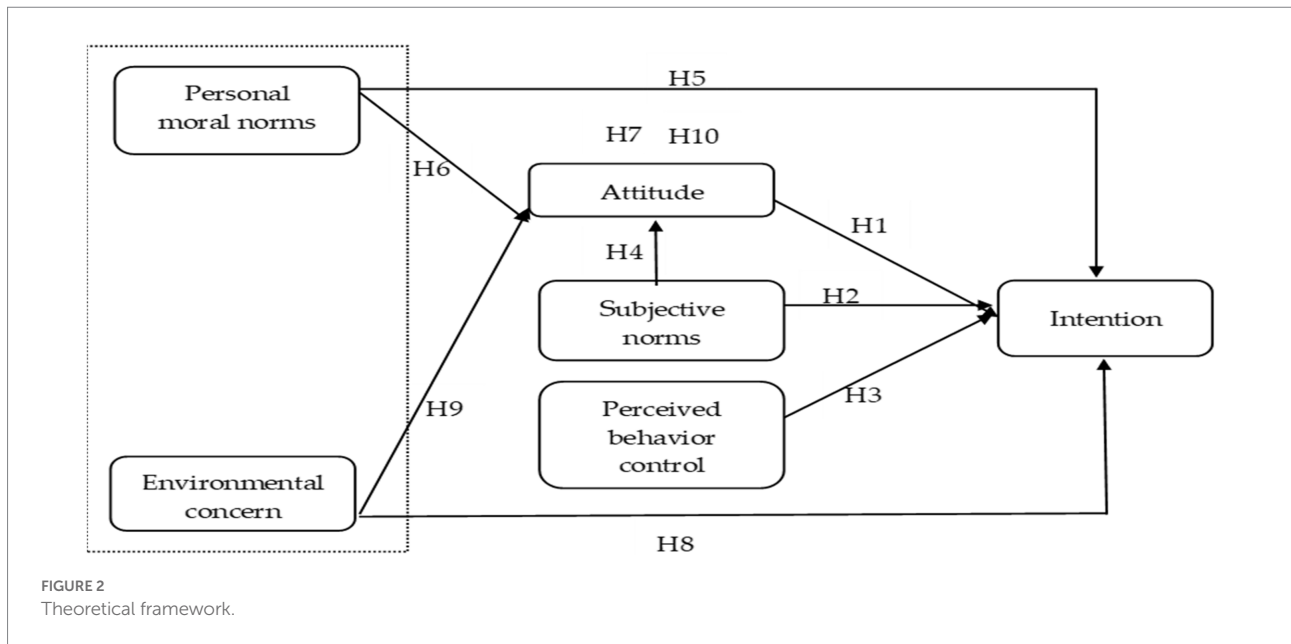 Personal
moral norms
H5
H7 H10
H6
Attitude
H1
H4
H2
Subjective
norms
Intention
H3
H9
Perceived
behavior
control
Environmental
concern
H8
FIGURE 2
Theoretical framework.